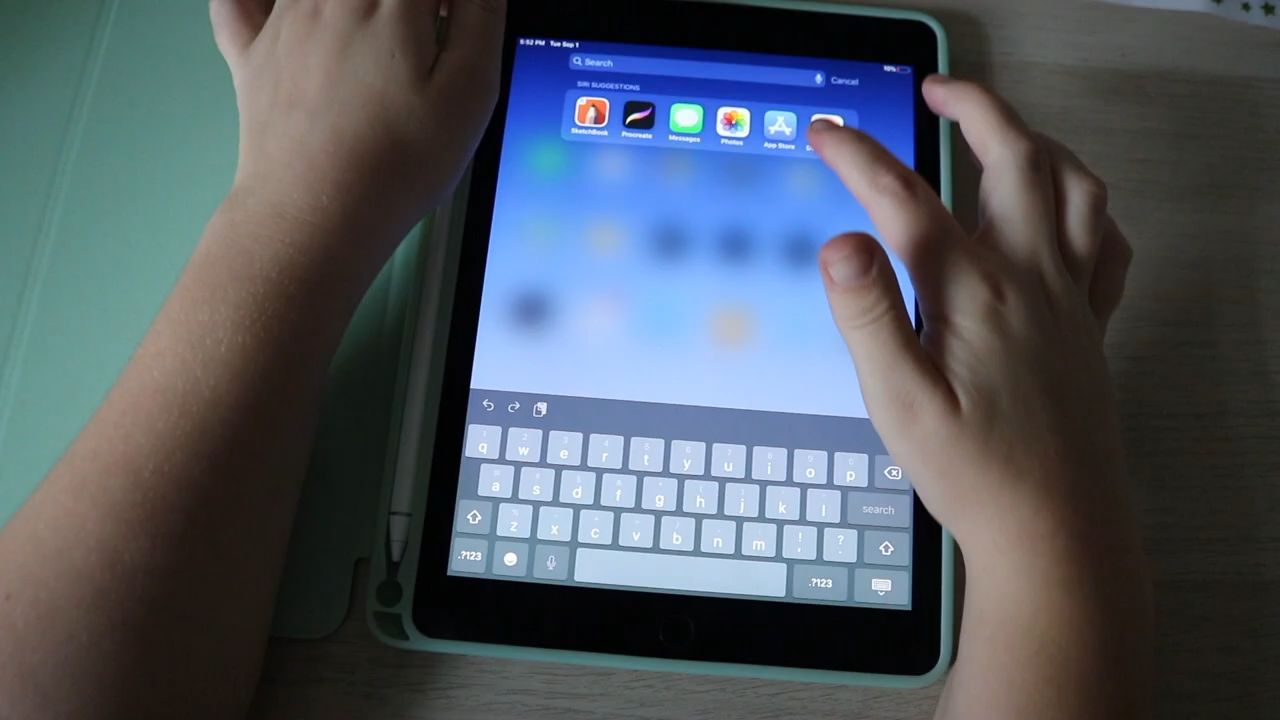 5:52 PM Tue Sep 1
Search
Cancel
SIRI SUGGESTIONS
SketchBook Procreate Messages Photos App Store
q w e r t y u i o p
a s d f g h j k l search
z x c v b n m ! , ? .
.?123 .?123